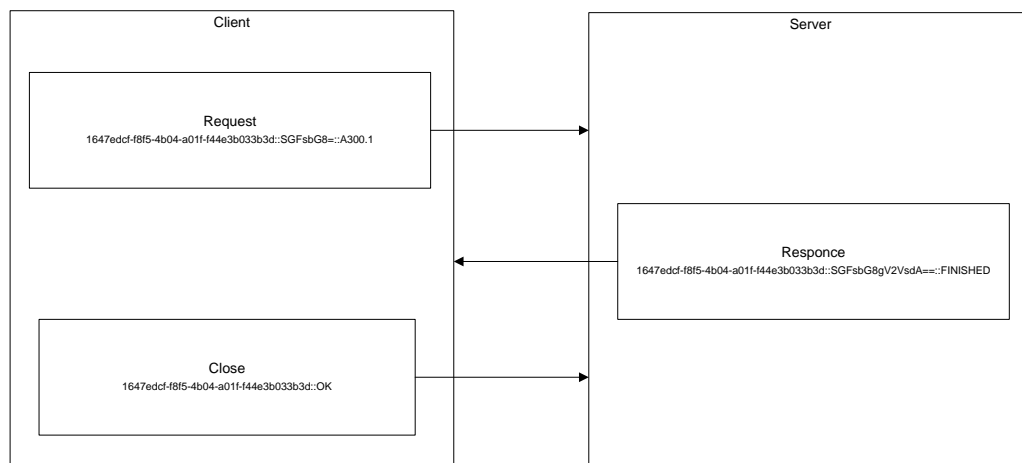 Client
Server
Request
1647edcf-f8f5-4b04-a01f-f44e3b033b3d::SGFsbG8=::A300.1
Responce
1647edcf-f8f5-4b04-a01f-f44e3b033b3d::SGFsbG8gV2VsdA==::FINISHED
Close
1647edcf-f8f5-4b04-a01f-f44e3b033b3d::OK